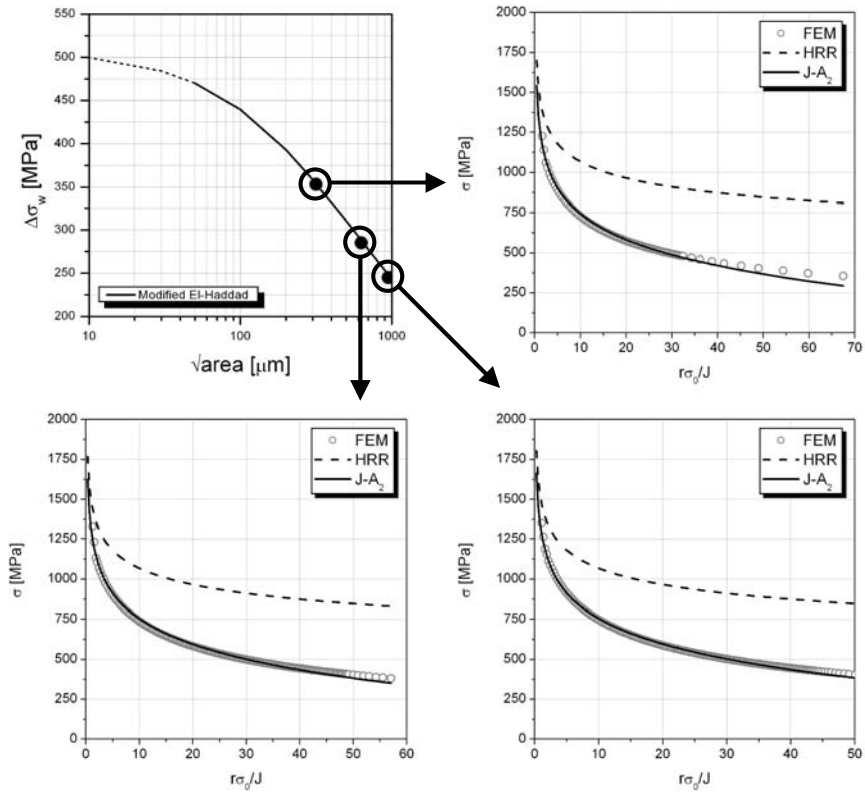 550
500
450
400
350
300
250
200
Δσw [MPa]
Modified El-Haddad
10 100 1000
√area [μm]
2000
1750
1500
1250
1000
750
500
250
0
σ [MPa]
FEM
HRR
J-A2
0 10 20 30 40 50 60 70
rσ0/J
2000
1750
1500
1250
1000
750
500
250
0
σ [MPa]
FEM
HRR
J-A2
0 10 20 30 40 50 60
rσ0/J
2000
1750
1500
1250
1000
750
500
250
0
σ [MPa]
FEM
HRR
J-A2
0 10 20 30 40 50
rσ0/J